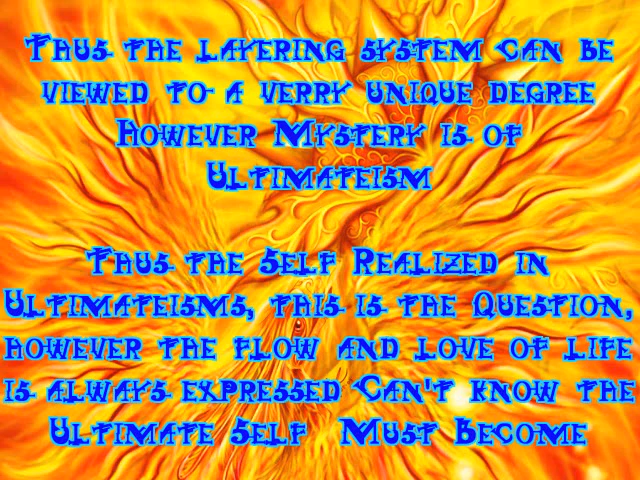 Thus the layering system can be
viewed to a verry unique degree
However Mystery is of
Ultimateism
Thus the Self Realized in
Ultimateisms, this is the Question,
however the flow and love of life
is always expressed Can't know the
Ultimate Self Must Become